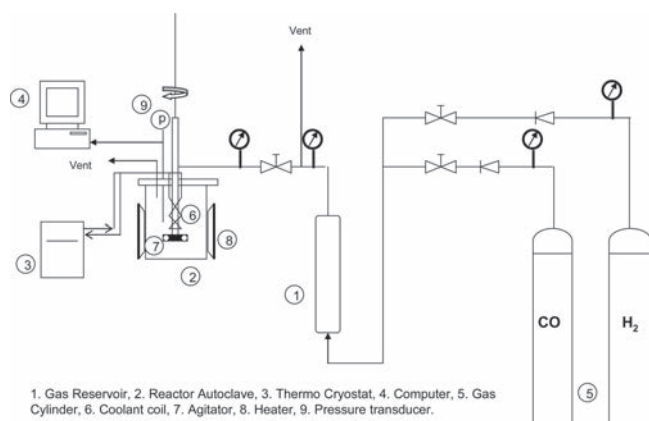 Vent
9
4
p
Vent
6
7
8
3
2
1
CO
H₂
5
1. Gas Reservoir, 2. Reactor Autoclave, 3. Thermo Cryostat, 4. Computer, 5. Gas
Cylinder, 6. Coolant coil, 7. Agitator, 8. Heater, 9. Pressure transducer.